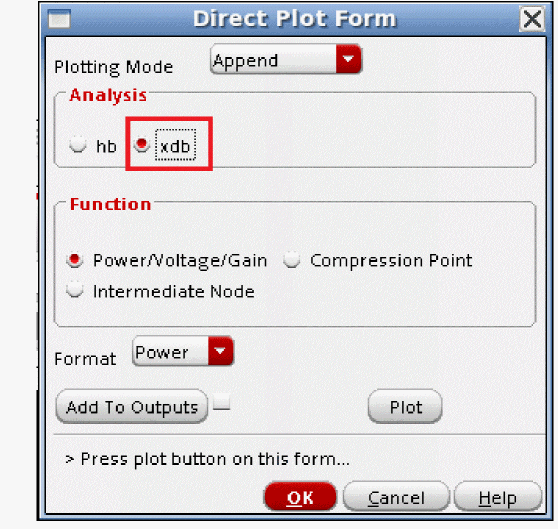 Direct Plot Form
Plotting Mode Append
Analysis
hb xdb
Function
Power/Voltage/Gain Compression Point
Intermediate Node
Format Power
Add To Outputs Plot
> Press plot button on this form...
OK Cancel Help